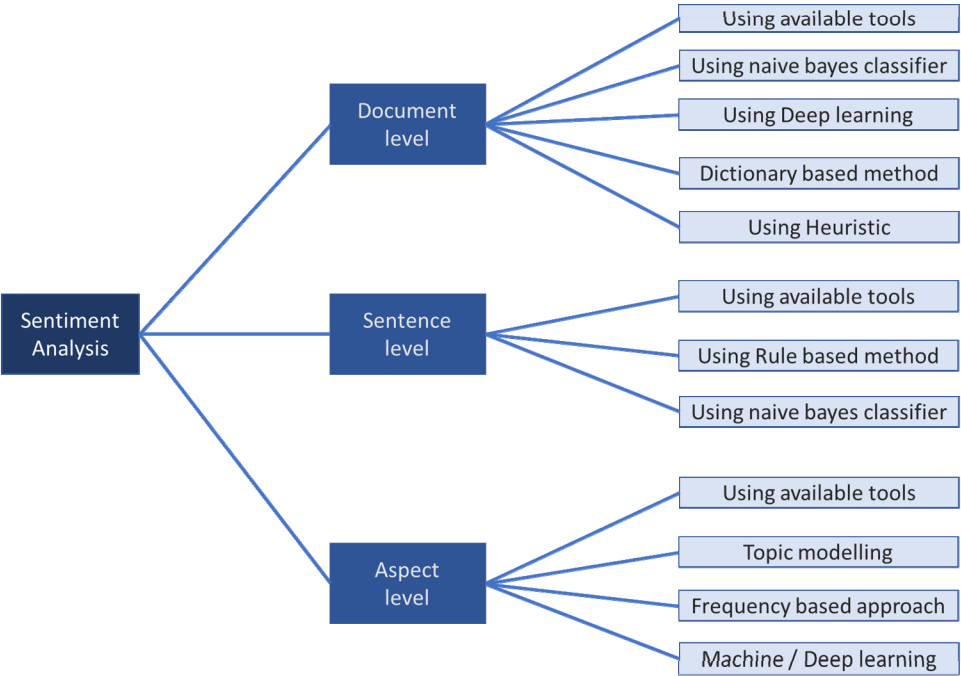 Using available tools
Using naive bayes classifier
Document
level
Using Deep learning
Dictionary based method
Using Heuristic
Sentiment
Analysis
Sentence
level
Using available tools
Using Rule based method
Using naive bayes classifier
Using available tools
Aspect
level
Topic modelling
Frequency based approach
Machine / Deep learning